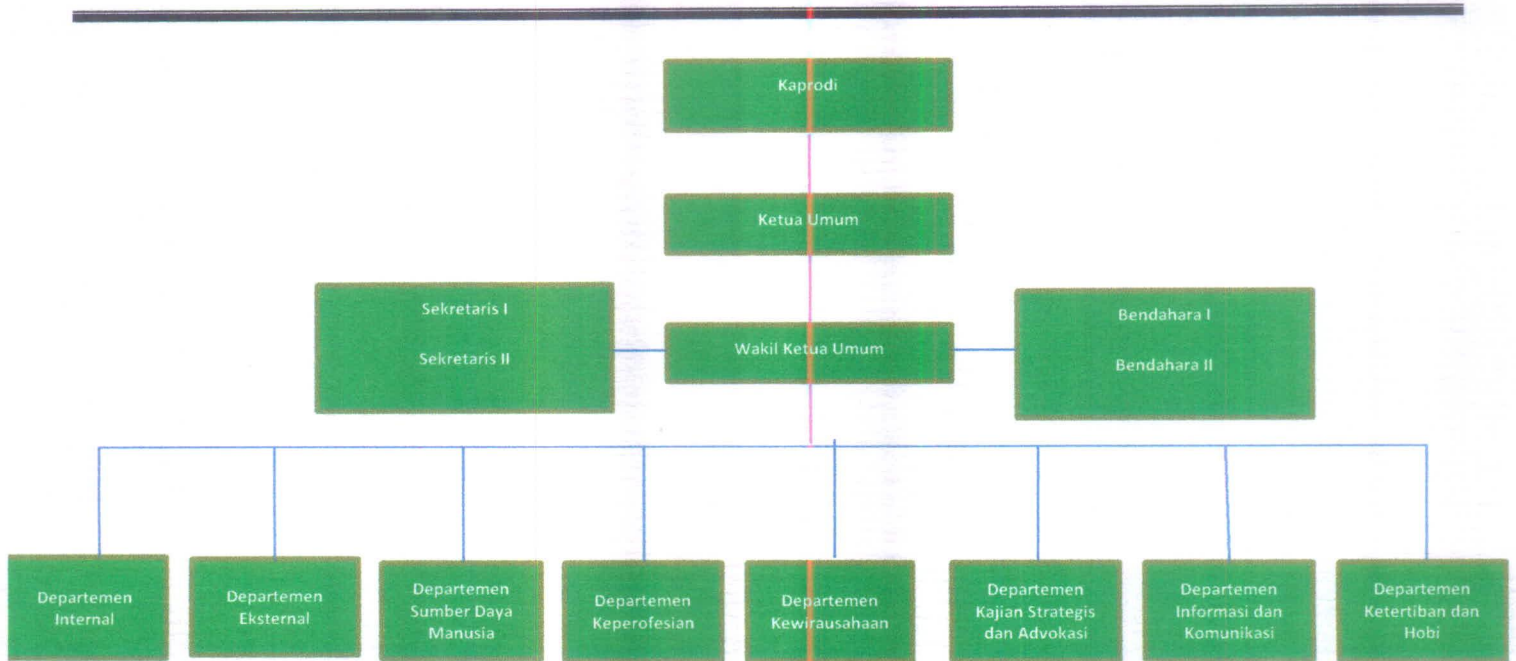 Kaprodi
Ketua Umum
Sekretaris I
Sekretaris II
Wakil Ketua Umum
Bendahara I
Bendahara II
Departemen
Internal
Departemen
Eksternal
Departemen
Sumber Daya
Manusia
Departemen
Keperofesian
Departemen
Kewirausahaan
Departemen
Kajian Strategis
dan Advokasi
Departemen
Informasi dan
Komunikasi
Departemen
Ketertiban dan
Hobi